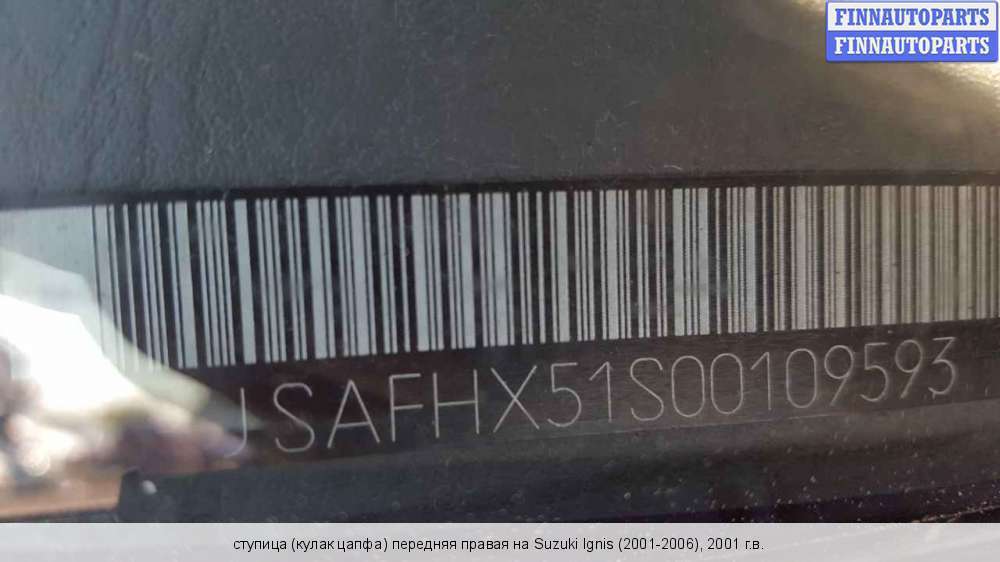 FINNAUTOPARTS
FINNAUTOPARTS
JSAFHX51S00109593
ступица (кулак цапфа) передняя правая на Suzuki Ignis (2001-2006), 2001 г.в.